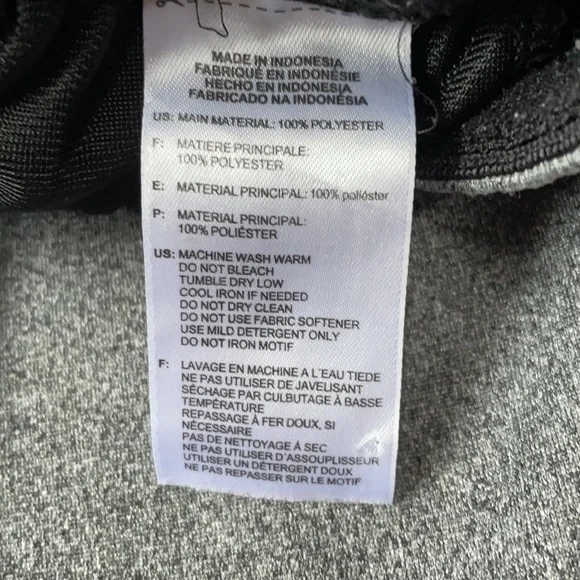 MADE IN INDONESIA
FABRIQUÉ EN INDONÉSIE
HECHO EN INDONESIA
FABRICADO NA INDONÉSIA
US: MAIN MATERIAL: 100% POLYESTER
F: MATIERE PRINCIPALE:
100% POLYESTER
E: MATERIAL PRINCIPAL: 100% poliéster
P: MATERIAL PRINCIPAL:
100% POLIÉSTER
US: MACHINE WASH WARM
DO NOT BLEACH
TUMBLE DRY LOW
COOL IRON IF NEEDED
DO NOT DRY CLEAN
DO NOT USE FABRIC SOFTENER
USE MILD DETERGENT ONLY
DO NOT IRON MOTIF
F: LAVAGE EN MACHINE A L'EAU TIEDE
NE PAS UTILISER DE JAVELISANT
SÉCHAGE PAR CULBUTAGE À BASSE
TEMPÉRATURE
REPASSAGE À FER DOUX, SI
NÉCESSAIRE
PAS DE NETTOYAGE À SEC
NE PAS UTILISER D'ASSOUPLISSEUR
UTILISER UN DÉTERGENT DOUX
NE PAS REPASSER SUR LE MOTIF